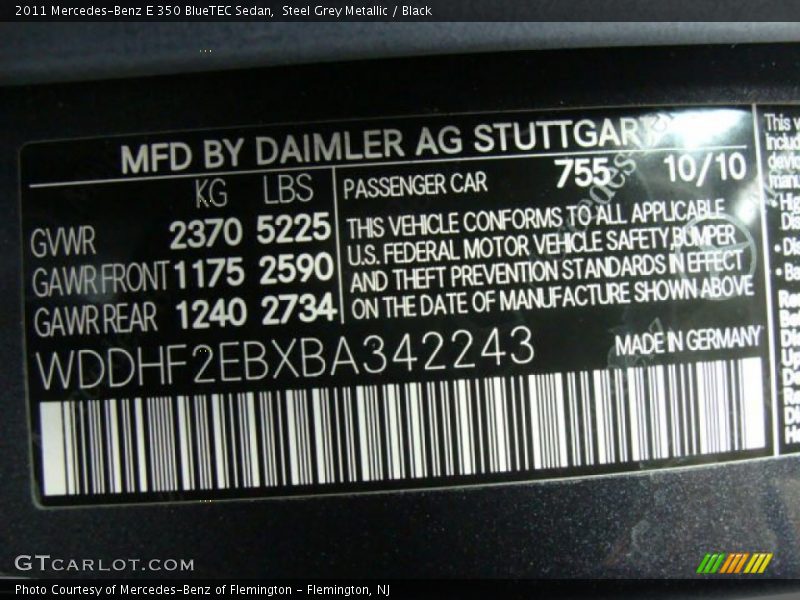 2011 Mercedes-Benz E 350 BlueTEC Sedan,  Steel Grey Metallic / Black
MFD BY DAIMLER AG STUTTGAR
KG LBS
GVWR 2370 5225
GAWR FRONT 1175 2590
GAWR REAR 1240 2734
PASSENGER CAR 755 10/10
THIS VEHICLE CONFORMS TO ALL APPLICABLE
U.S. FEDERAL MOTOR VEHICLE SAFETY, BUMPER
AND THEFT PREVENTION STANDARDS IN EFFECT
ON THE DATE OF MANUFACTURE SHOWN ABOVE
WDDHF2EBXBA342243 MADE IN GERMANY
This v
GTCARLOT.COM
Photo Courtesy of Mercedes-Benz of Flemington - Flemington, NJ